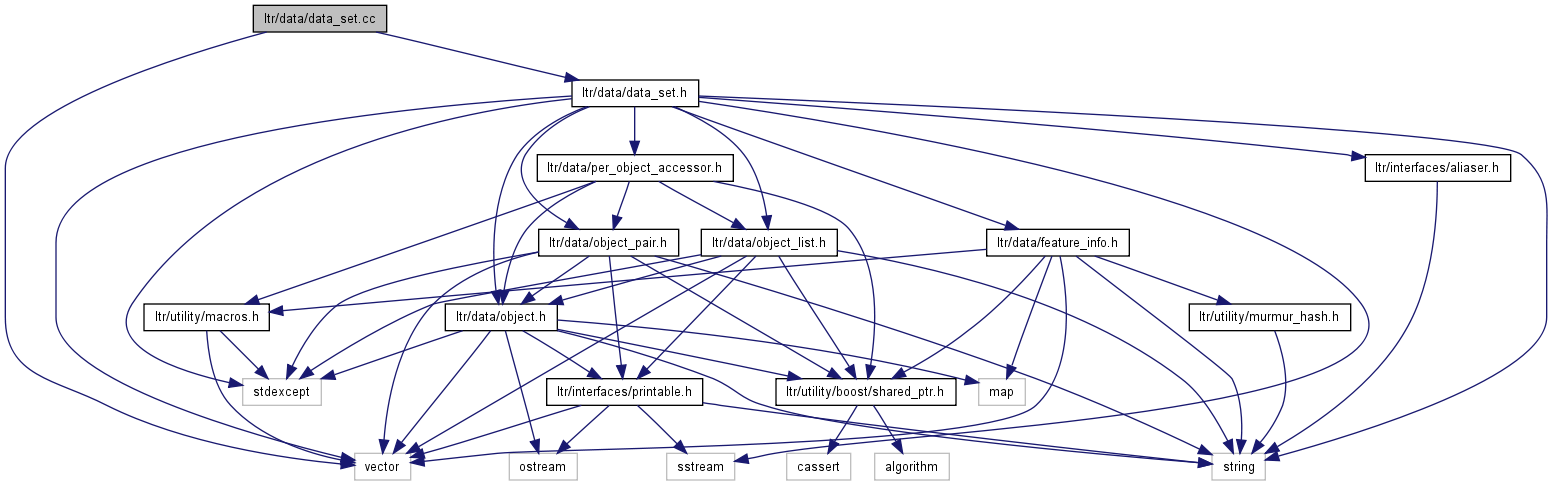 ltr/data/data_set.cc
ltr/data/data_set.h
ltr/data/per_object_accessor.h
ltr/interfaces/aliaser.h
ltr/data/object_pair.h
ltr/data/object_list.h
ltr/data/feature_info.h
ltr/utility/macros.h
ltr/data/object.h
ltr/utility/murmur_hash.h
stdexcept
ltr/interfaces/printable.h
ltr/utility/boost/shared_ptr.h
map
vector
ostream
sstream
cassert
algorithm
string